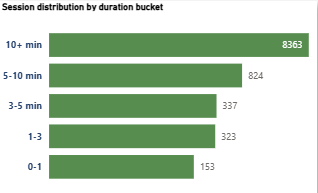 Session distribution by duration bucket
10+ min 8363
5-10 min 824
3-5 min 337
1-3 323
0-1 153